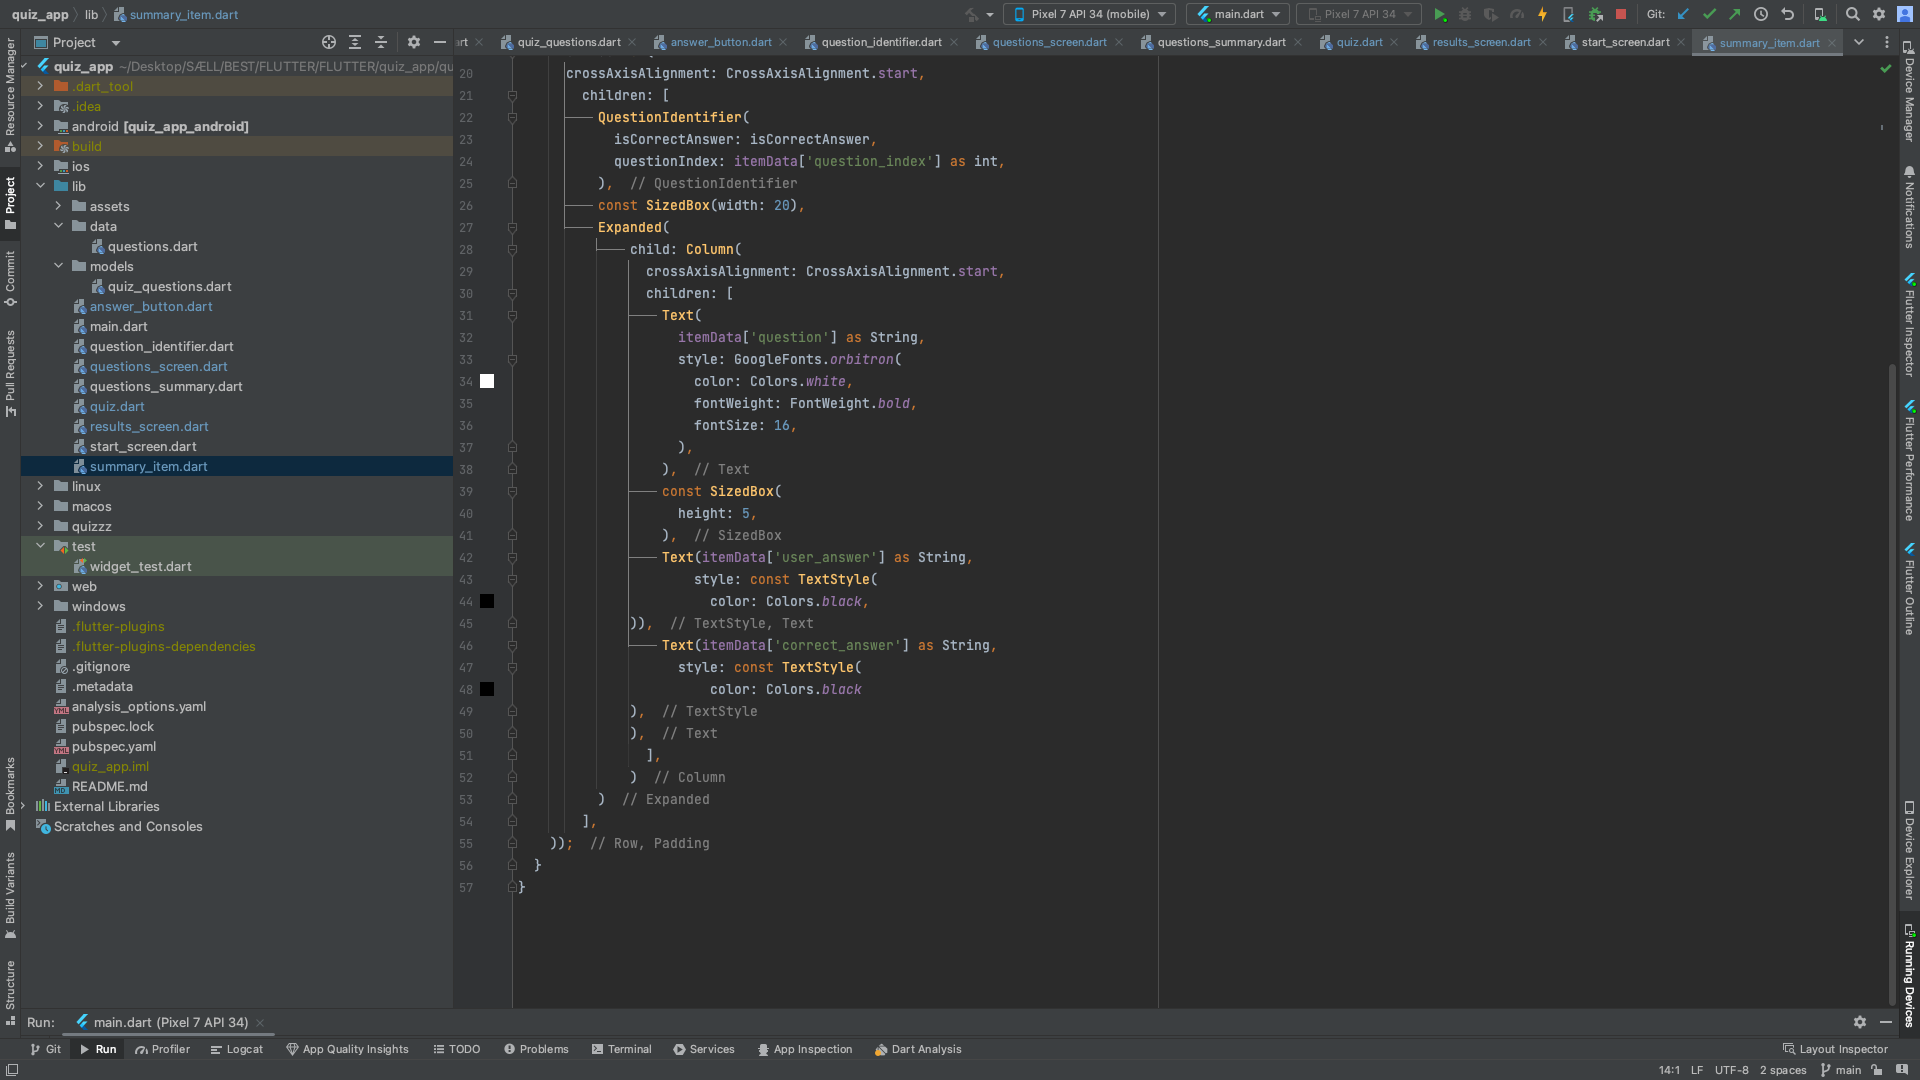 quiz_app
lib
summary_item.dart
Pixel 7 API 34 (mobile)
main.dart
Pixel 7 API 34
Git:
Project
art
quiz_questions.dart
answer_button.dart
question_identifier.dart
questions_screen.dart
questions_summary.dart
quiz.dart
results_screen.dart
start_screen.dart
summary_item.dart
Resource Manager
Project
Commit
Pull Requests
Bookmarks
Build Variants
Structure
quiz_app ~/Desktop/SÆLL/BEST/FLUTTER/FLUTTER/quiz_app/qu
.dart_tool
.idea
android [quiz_app_android]
build
ios
lib
assets
data
questions.dart
models
quiz_questions.dart
answer_button.dart
main.dart
question_identifier.dart
questions_screen.dart
questions_summary.dart
quiz.dart
results_screen.dart
start_screen.dart
summary_item.dart
linux
macos
quizzz
test
widget_test.dart
web
windows
.flutter-plugins
.flutter-plugins-dependencies
.gitignore
.metadata
analysis_options.yaml
pubspec.lock
pubspec.yaml
quiz_app.iml
README.md
External Libraries
Scratches and Consoles
20 crossAxisAlignment: CrossAxisAlignment.start,
21 children: [
22 QuestionIdentifier(
23 isCorrectAnswer: isCorrectAnswer,
24 questionIndex: itemData['question_index'] as int,
25 ), // QuestionIdentifier
26 const SizedBox(width: 20),
27 Expanded(
28 child: Column(
29 crossAxisAlignment: CrossAxisAlignment.start,
30 children: [
31 Text(
32 itemData['question'] as String,
33 style: GoogleFonts.orbitron(
34 color: Colors.white,
35 fontWeight: FontWeight.bold,
36 fontSize: 16,
37 ),
38 ), // Text
39 const SizedBox(
40 height: 5,
41 ), // SizedBox
42 Text(itemData['user_answer'] as String,
43 style: const TextStyle(
44 color: Colors.black,
45 )), // TextStyle, Text
46 Text(itemData['correct_answer'] as String,
47 style: const TextStyle(
48 color: Colors.black
49 ), // TextStyle
50 ), // Text
51 ],
52 ) // Column
53 ) // Expanded
54 ],
55 )); // Row, Padding
56 }
57 }
Device Manager
Notifications
Flutter Inspector
Flutter Performance
Flutter Outline
Device Explorer
Running Devices
Run:
main.dart (Pixel 7 API 34)
Git
Run
Profiler
Logcat
App Quality Insights
TODO
Problems
Terminal
Services
App Inspection
Dart Analysis
Layout Inspector
14:1
LF
UTF-8
2 spaces
main